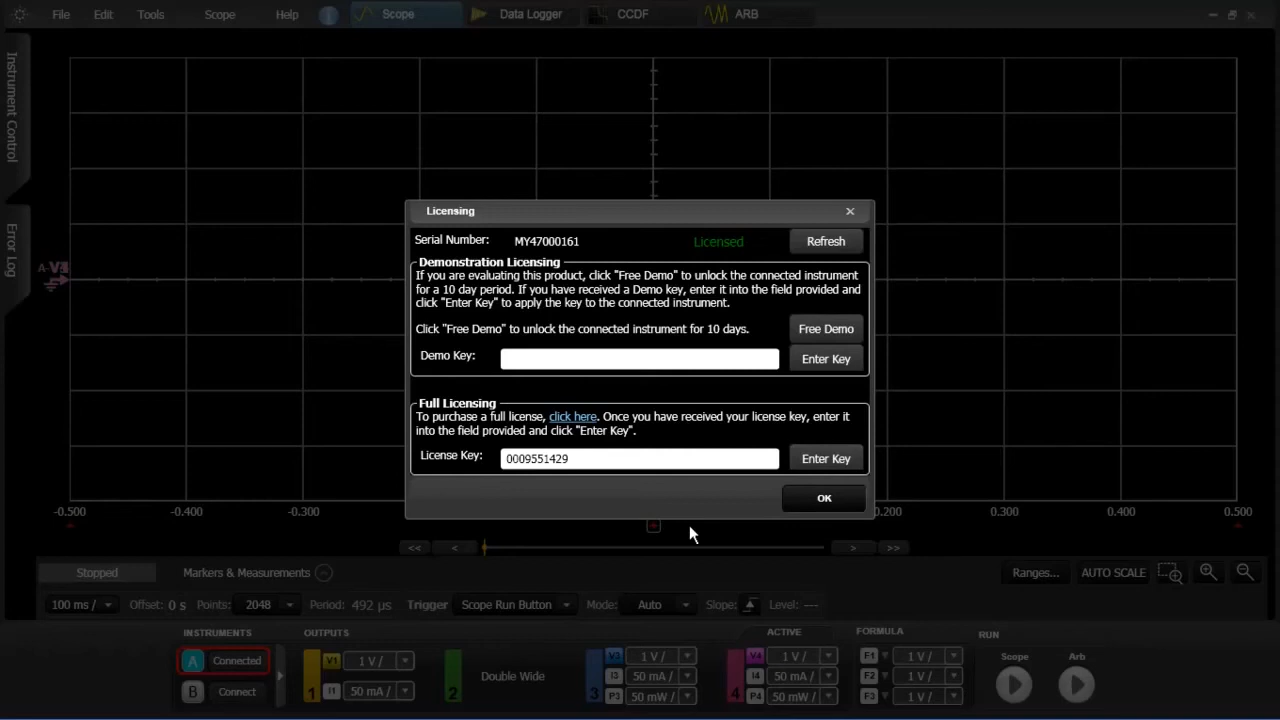 File Edit Tools Scope Help Scope Data Logger CCDF ARB
Instrument Control
Error Log
Licensing
Serial Number: MY47000161 Licensed Refresh
Demonstration Licensing
If you are evaluating this product, click "Free Demo" to unlock the connected instrument
for a 10 day period. If you have received a Demo key, enter it into the field provided and
click "Enter Key" to apply the key to the connected instrument.
Click "Free Demo" to unlock the connected instrument for 10 days. Free Demo
Demo Key: Enter Key
Full Licensing
To purchase a full license, click here. Once you have received your license key, enter it
into the field provided and click "Enter Key".
License Key: 0009551429 Enter Key
OK
-0.500 -0.400 -0.300 0.200 0.300 0.400 0.500
<< < > >>
Stopped Markers & Measurements Ranges... AUTO SCALE
100 ms / Offset: 0 s Points: 2048 Period: 492 µs Trigger Scope Run Button Mode: Auto Slope: Level: ---
INSTRUMENTS OUTPUTS ACTIVE FORMULA RUN
A Connected 1 V1 1 V / 2 Double Wide 3 V3 1 V / 4 V4 1 V / F1 1 V / Scope Arb
I3 50 mA / I4 50 mA / F2 1 V /
B Connect I1 50 mA / P3 50 mW / P4 50 mW / F3 1 V /